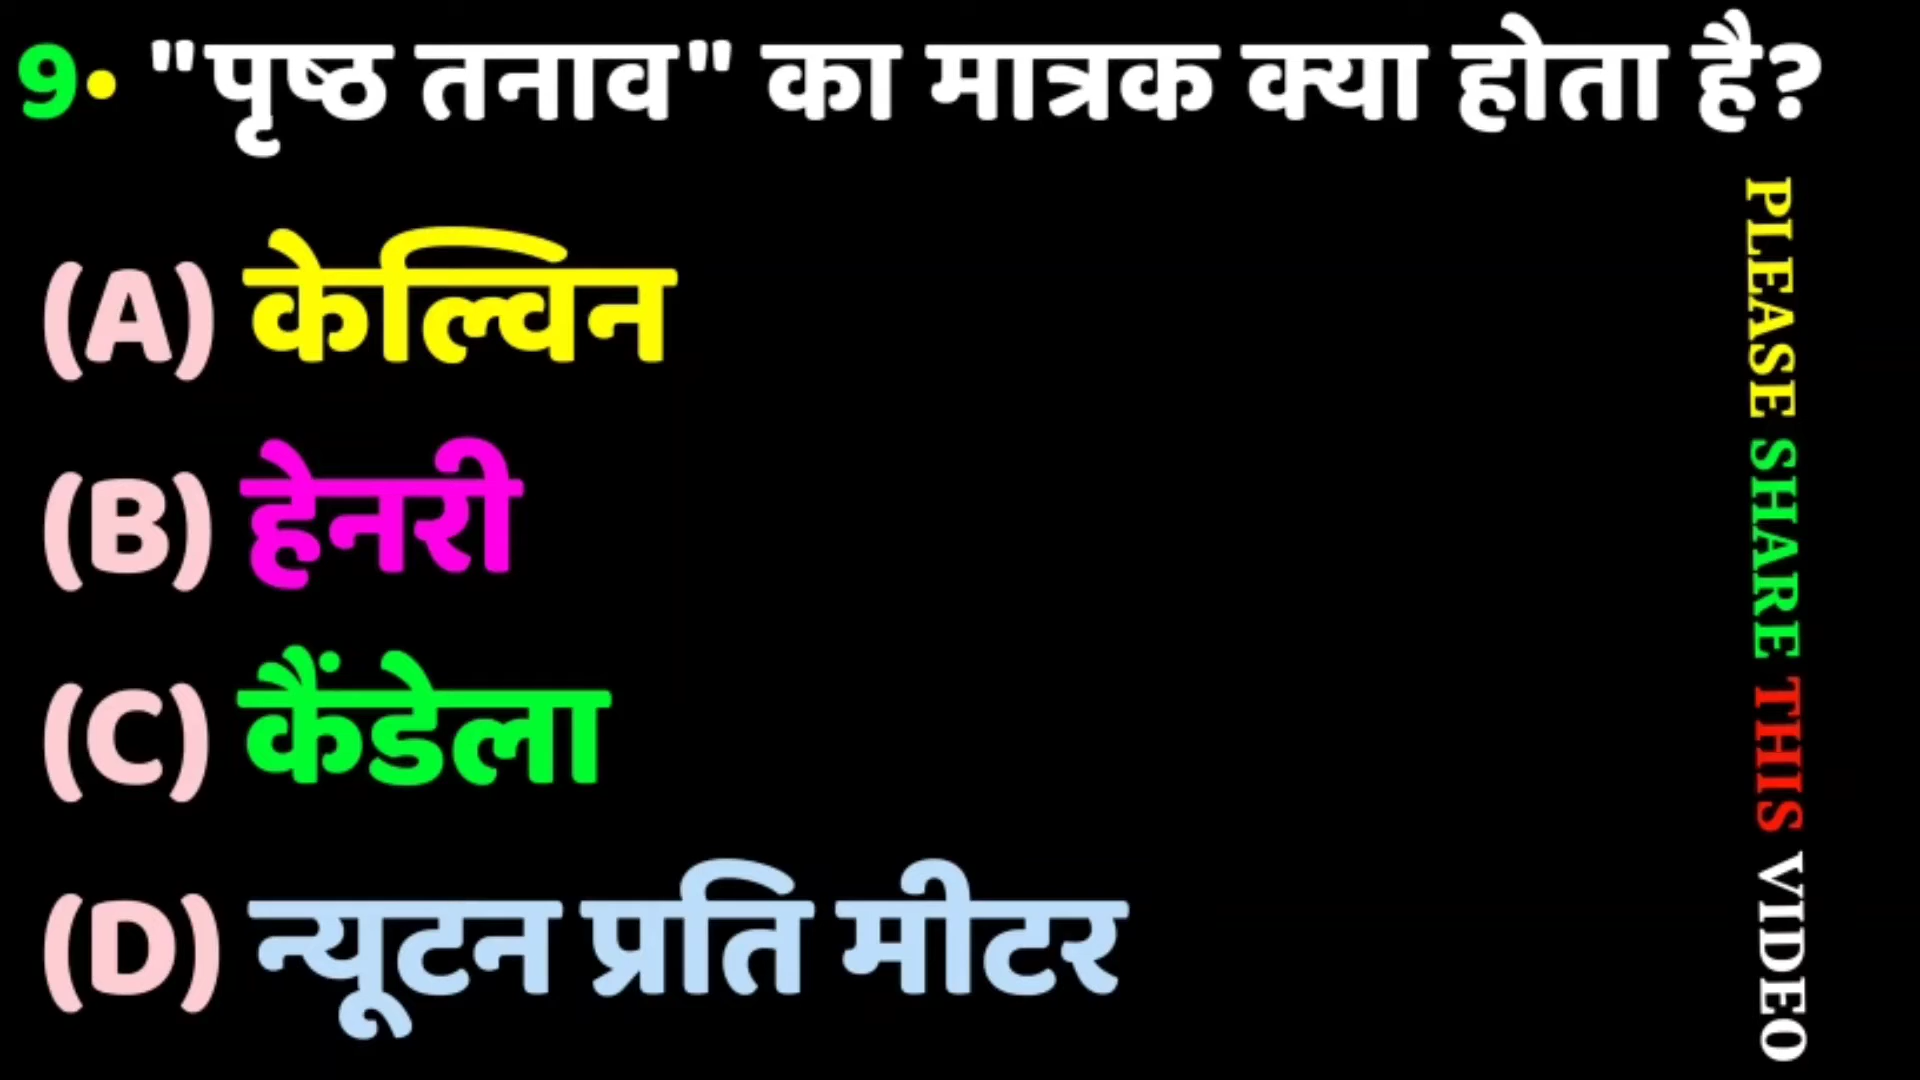 9• "पृष्ठ तनाव" का मात्रक क्या होता है?
(A) केल्विन
(B) हेनरी
(C) कैंडेला
(D) न्यूटन प्रति मीटर
PLEASE SHARE THIS VIDEO